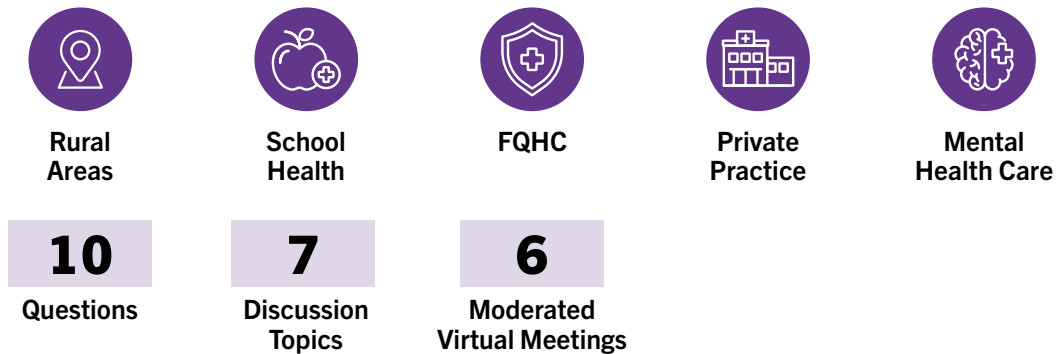 Rural
Areas
School
Health
FQHC
Private
Practice
Mental
Health Care
10
Questions
7
Discussion
Topics
6
Moderated
Virtual Meetings